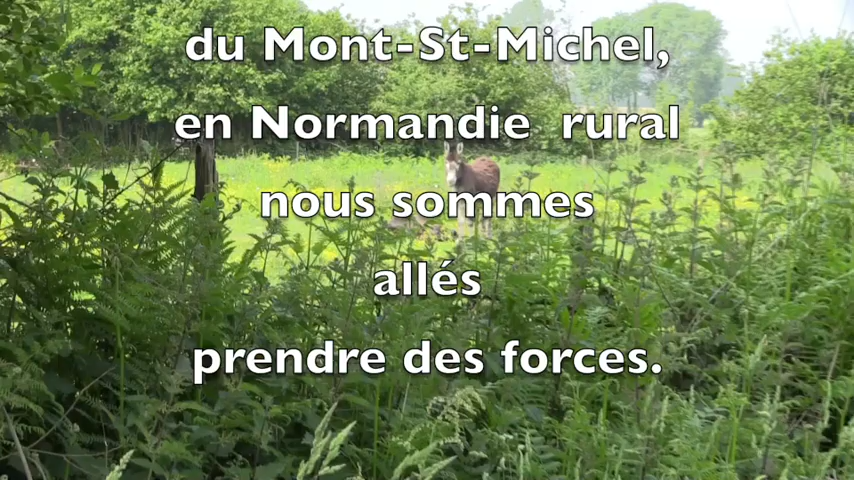 du Mont-St-Michel,
en Normandie rural
nous sommes
allés
prendre des forces.